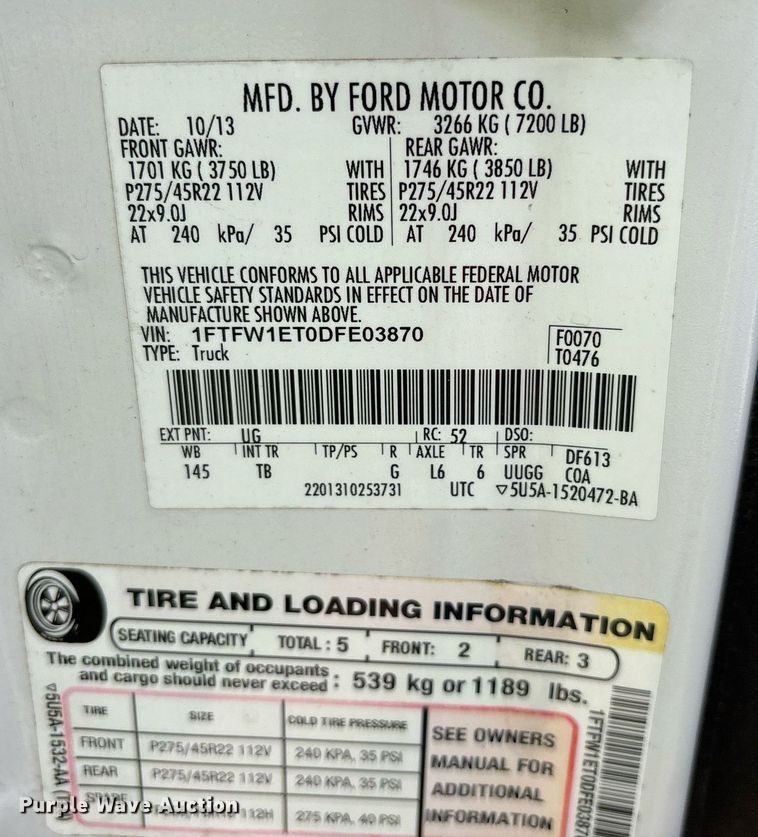 MFD. BY FORD MOTOR CO.
DATE: 10/13 GVWR: 3266 KG ( 7200 LB)
FRONT GAWR: REAR GAWR:
1701 KG ( 3750 LB) WITH 1746 KG ( 3850 LB) WITH
P275/45R22 112V TIRES P275/45R22 112V TIRES
22x9.0J RIMS 22x9.0J RIMS
AT 240 kPa/ 35 PSI COLD AT 240 kPa/ 35 PSI COLD
THIS VEHICLE CONFORMS TO ALL APPLICABLE FEDERAL MOTOR
VEHICLE SAFETY STANDARDS IN EFFECT ON THE DATE OF
MANUFACTURE SHOWN ABOVE.
VIN: 1FTFW1ET0DFE03870 F0070
TYPE: Truck T0476
EXT PNT: UG RC: 52 DSO:
WB INT TR TP/PS R AXLE TR SPR DF613
145 TB G L6 6 UUGG COA
2201310253731 UTC ▽5U5A-1520472-BA
TIRE AND LOADING INFORMATION
SEATING CAPACITY TOTAL : 5 FRONT: 2 REAR: 3
The combined weight of occupants
and cargo should never exceed : 539 kg or 1189 lbs.
TIRE SIZE COLD TIRE PRESSURE SEE OWNERS
FRONT P275/45R22 112V 240 KPA, 35 PSI MANUAL FOR
REAR P275/45R22 112V 240 KPA, 35 PSI ADDITIONAL
SPARE 112H 275 KPA, 40 PSI INFORMATION
▽5U5A-1532-AA
1FTFW1ET0DFE0387
Purple Wave Auction